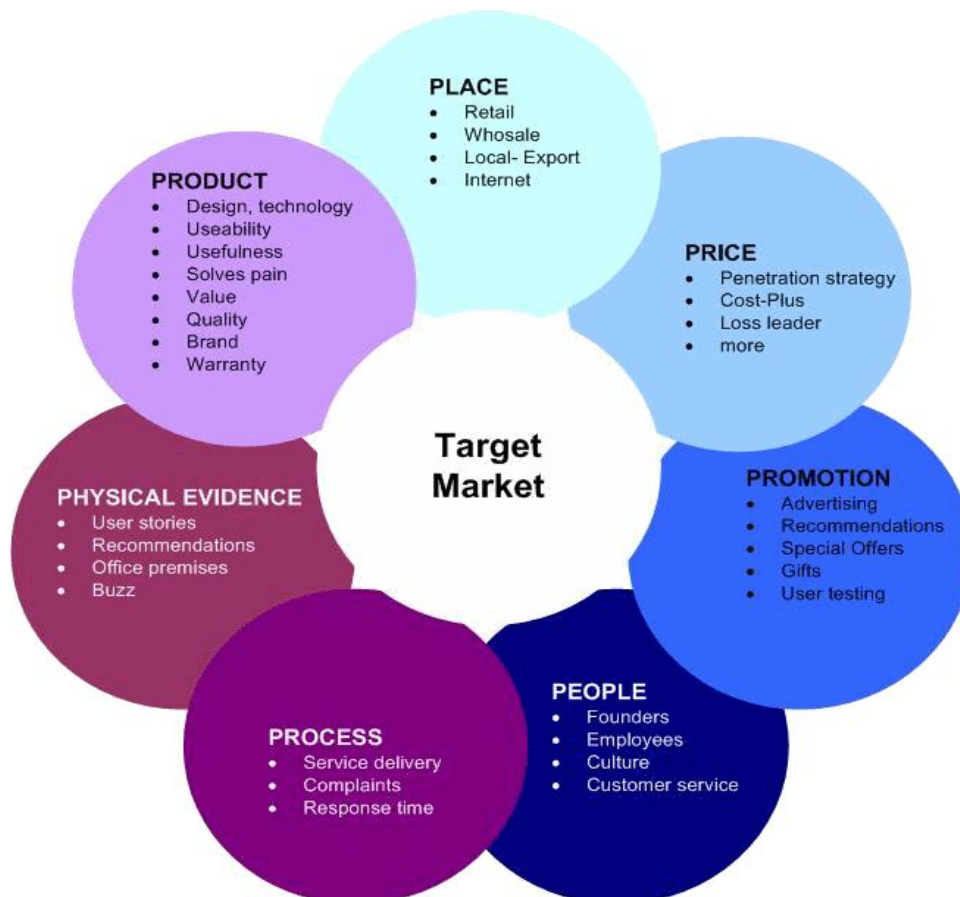 PLACE
• Retail
• Whosale
• Local- Export
• Internet
PRODUCT
• Design, technology
• Useability
• Usefulness
• Solves pain
• Value
• Quality
• Brand
• Warranty
PRICE
• Penetration strategy
• Cost-Plus
• Loss leader
• more
Target
Market
PHYSICAL EVIDENCE
• User stories
• Recommendations
• Office premises
• Buzz
PROMOTION
• Advertising
• Recommendations
• Special Offers
• Gifts
• User testing
PROCESS
• Service delivery
• Complaints
• Response time
PEOPLE
• Founders
• Employees
• Culture
• Customer service